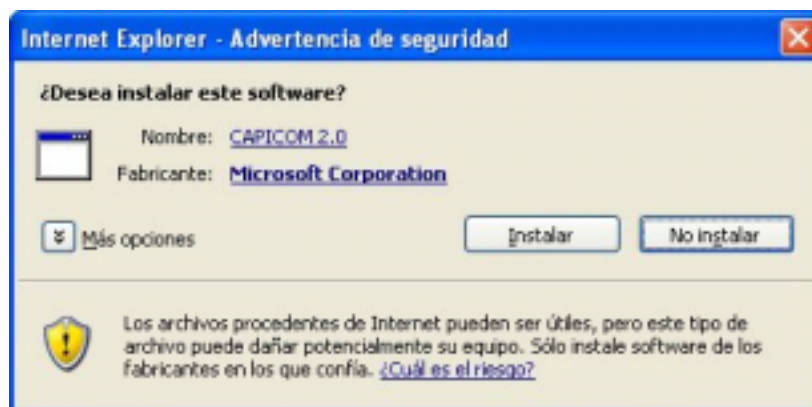 Internet Explorer - Advertencia de seguridad
¿Desea instalar este software?
Nombre: CAPICOM 2.0
Fabricante: Microsoft Corporation
Más opciones Instalar No instalar
Los archivos procedentes de Internet pueden ser útiles, pero este tipo de
archivo puede dañar potencialmente su equipo. Sólo instale software de los
fabricantes en los que confía. ¿Cuál es el riesgo?